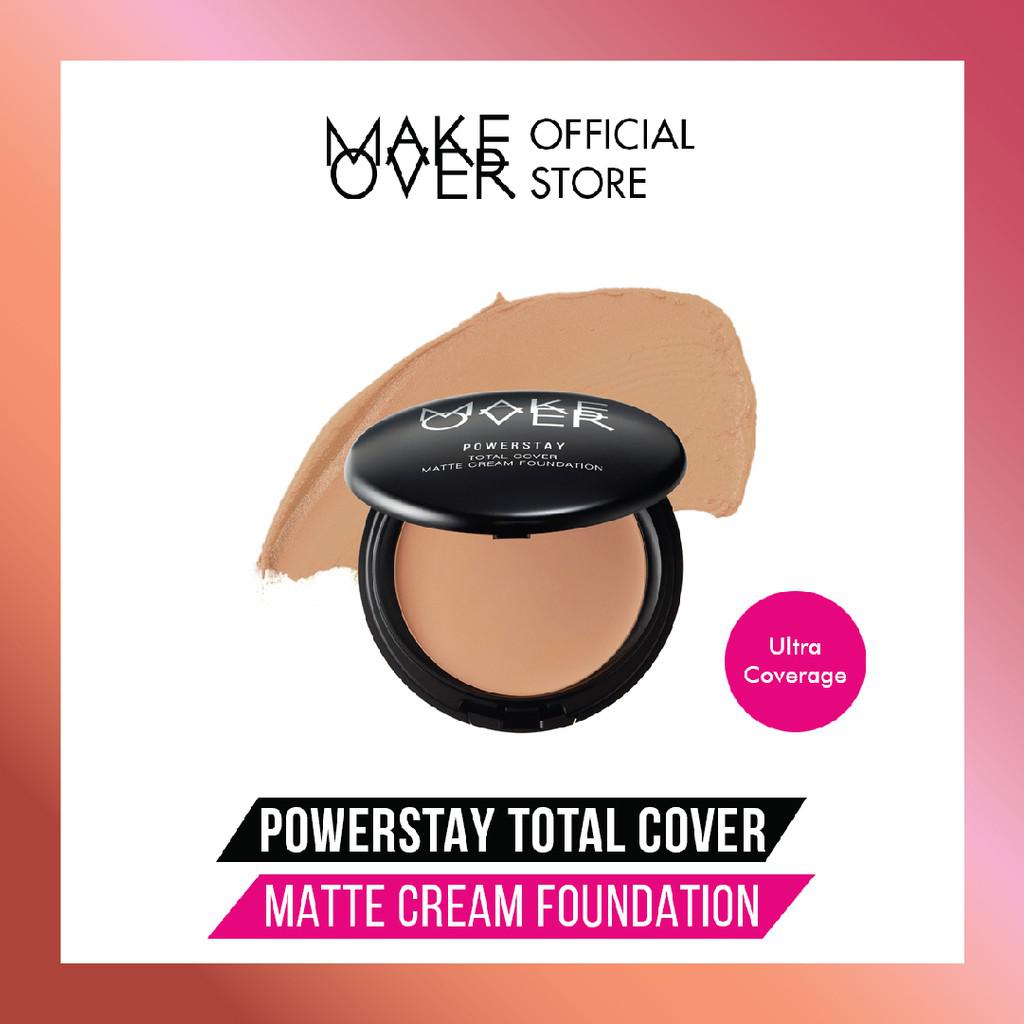 MAKE OVER OFFICIAL STORE
MAKE OVER
POWERSTAY
TOTAL COVER
MATTE CREAM FOUNDATION
Ultra
Coverage
POWERSTAY TOTAL COVER
MATTE CREAM FOUNDATION